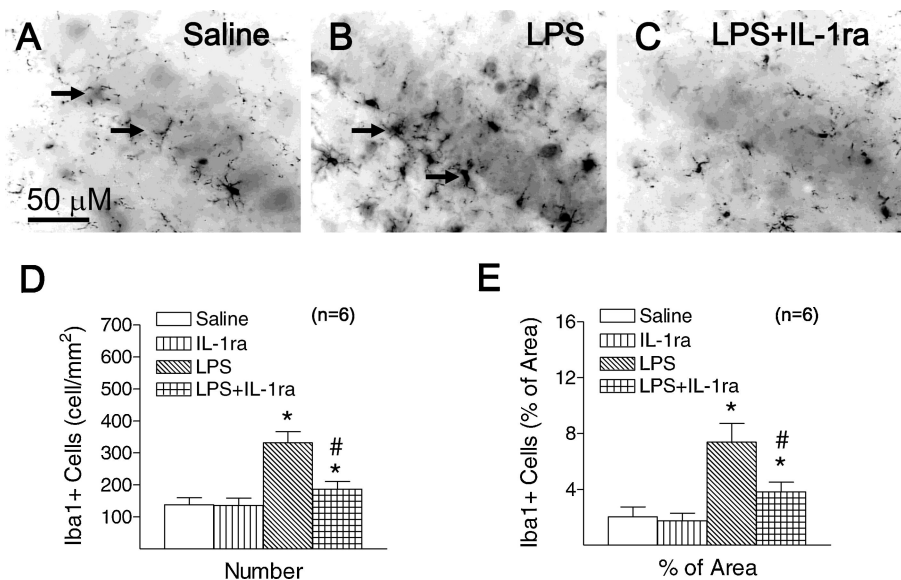 A Saline
B LPS
C LPS+IL-1ra
50 μM
D
Iba1+ Cells (cell/mm²)
700
600
500
400
300
200
100
Saline
IL-1ra
LPS
LPS+IL-1ra
(n=6)
*
#
*
Number
E
Iba1+ Cells (% of Area)
16
12
8
4
Saline
IL-1ra
LPS
LPS+IL-1ra
(n=6)
*
#
*
% of Area